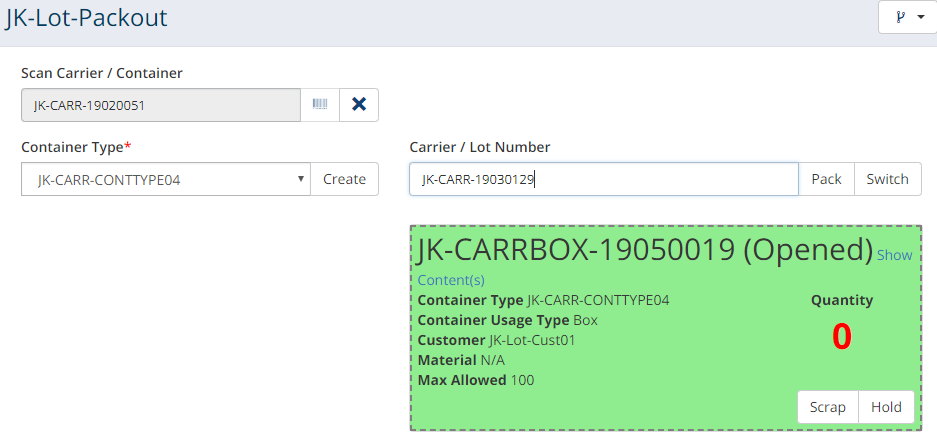 JK-Lot-Packout
Scan Carrier / Container
JK-CARR-19020051
Container Type*
JK-CARR-CONTTYPE04
Create
Carrier / Lot Number
JK-CARR-19030129
Pack
Switch
JK-CARRBOX-19050019 (Opened) Show
Content(s)
Container Type JK-CARR-CONTTYPE04
Container Usage Type Box
Customer JK-Lot-Cust01
Material N/A
Max Allowed 100
Quantity
0
Scrap
Hold